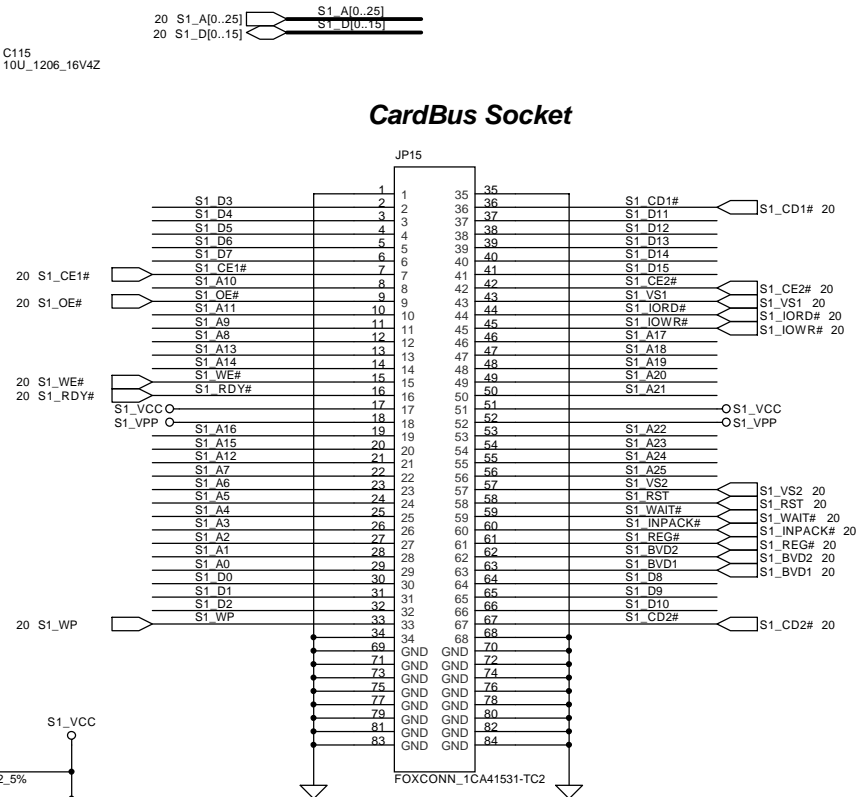 20 S1_A[0..25] S1_A[0..25]
20 S1_D[0..15] S1_D[0..15]
C115
10U_1206_16V4Z
CardBus Socket
JP15
1 1 35 35
S1_D3 2 2 36 36 S1_CD1# S1_CD1# 20
S1_D4 3 3 37 37 S1_D11
S1_D5 4 4 38 38 S1_D12
S1_D6 5 5 39 39 S1_D13
S1_D7 6 6 40 40 S1_D14
20 S1_CE1# S1_CE1# 7 7 41 41 S1_D15
S1_A10 8 8 42 42 S1_CE2# S1_CE2# 20
20 S1_OE# S1_OE# 9 9 43 43 S1_VS1 S1_VS1 20
S1_A11 10 10 44 44 S1_IORD# S1_IORD# 20
S1_A9 11 11 45 45 S1_IOWR# S1_IOWR# 20
S1_A8 12 12 46 46 S1_A17
S1_A13 13 13 47 47 S1_A18
S1_A14 14 14 48 48 S1_A19
20 S1_WE# S1_WE# 15 15 49 49 S1_A20
20 S1_RDY# S1_RDY# 16 16 50 50 S1_A21
S1_VCC 17 17 51 51 S1_VCC
S1_VPP 18 18 52 52 S1_VPP
S1_A16 19 19 53 53 S1_A22
S1_A15 20 20 54 54 S1_A23
S1_A12 21 21 55 55 S1_A24
S1_A7 22 22 56 56 S1_A25
S1_A6 23 23 57 57 S1_VS2 S1_VS2 20
S1_A5 24 24 58 58 S1_RST S1_RST 20
S1_A4 25 25 59 59 S1_WAIT# S1_WAIT# 20
S1_A3 26 26 60 60 S1_INPACK# S1_INPACK# 20
S1_A2 27 27 61 61 S1_REG# S1_REG# 20
S1_A1 28 28 62 62 S1_BVD2 S1_BVD2 20
S1_A0 29 29 63 63 S1_BVD1 S1_BVD1 20
S1_D0 30 30 64 64 S1_D8
S1_D1 31 31 65 65 S1_D9
S1_D2 32 32 66 66 S1_D10
20 S1_WP S1_WP 33 33 67 67 S1_CD2# S1_CD2# 20
34 34 68 68
69 GND GND 70
71 GND GND 72
73 GND GND 74
75 GND GND 76
77 GND GND 78
79 GND GND 80
81 GND GND 82
83 GND GND 84
S1_VCC
2_5%
FOXCONN_1CA41531-TC2